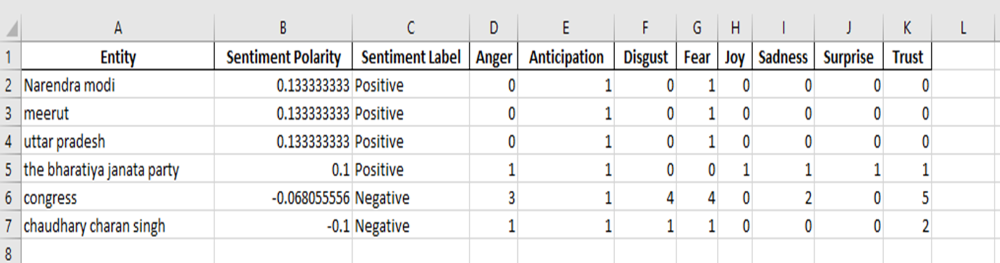 A B C D E F G H I J K L
1 Entity Sentiment Polarity Sentiment Label Anger Anticipation Disgust Fear Joy Sadness Surprise Trust
2 Narendra modi 0.133333333 Positive 0 1 0 1 0 0 0 0
3 meerut 0.133333333 Positive 0 1 0 1 0 0 0 0
4 uttar pradesh 0.133333333 Positive 0 1 0 1 0 0 0 0
5 the bharatiya janata party 0.1 Positive 1 1 0 0 1 1 1 1
6 congress -0.068055556 Negative 3 1 4 4 0 2 0 5
7 chaudhary charan singh -0.1 Negative 1 1 1 1 0 0 0 2
8